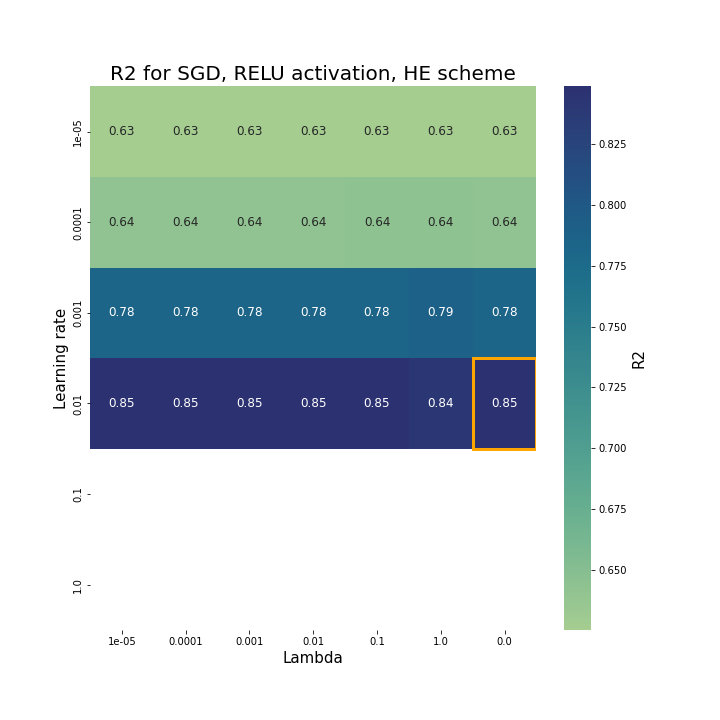 R2 for SGD, RELU activation, HE scheme
1e-05 0.63 0.63 0.63 0.63 0.63 0.63 0.63
0.0001 0.64 0.64 0.64 0.64 0.64 0.64 0.64
0.001 0.78 0.78 0.78 0.78 0.78 0.79 0.78
0.01 0.85 0.85 0.85 0.85 0.85 0.84 0.85
0.1
1.0
Learning rate
1e-05 0.0001 0.001 0.01 0.1 1.0 0.0
Lambda
0.825
0.800
0.775
0.750
0.725
0.700
0.675
0.650
R2